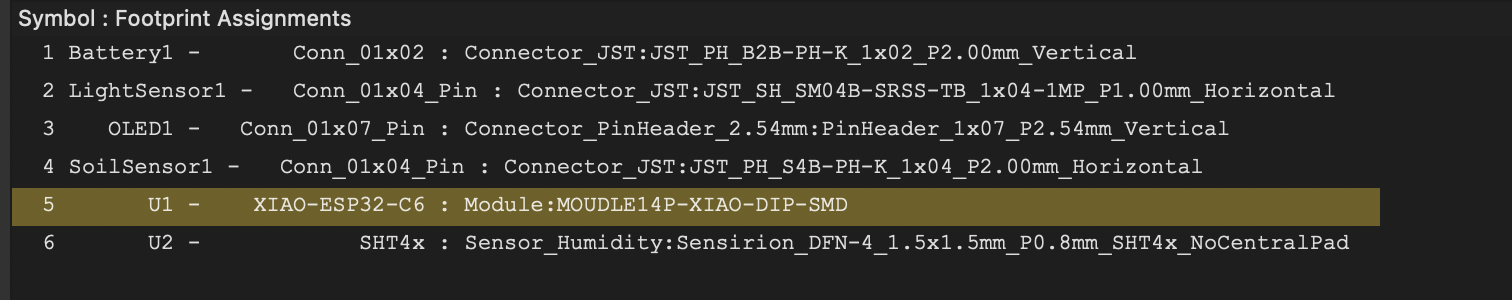 Symbol : Footprint Assignments
1 Battery1 - Conn_01x02 : Connector_JST:JST_PH_B2B-PH-K_1x02_P2.00mm_Vertical
2 LightSensor1 - Conn_01x04_Pin : Connector_JST:JST_SH_SM04B-SRSS-TB_1x04-1MP_P1.00mm_Horizontal
3 OLED1 - Conn_01x07_Pin : Connector_PinHeader_2.54mm:PinHeader_1x07_P2.54mm_Vertical
4 SoilSensor1 - Conn_01x04_Pin : Connector_JST:JST_PH_S4B-PH-K_1x04_P2.00mm_Horizontal
5 U1 - XIAO-ESP32-C6 : Module:MOUDLE14P-XIAO-DIP-SMD
6 U2 - SHT4x : Sensor_Humidity:Sensirion_DFN-4_1.5x1.5mm_P0.8mm_SHT4x_NoCentralPad